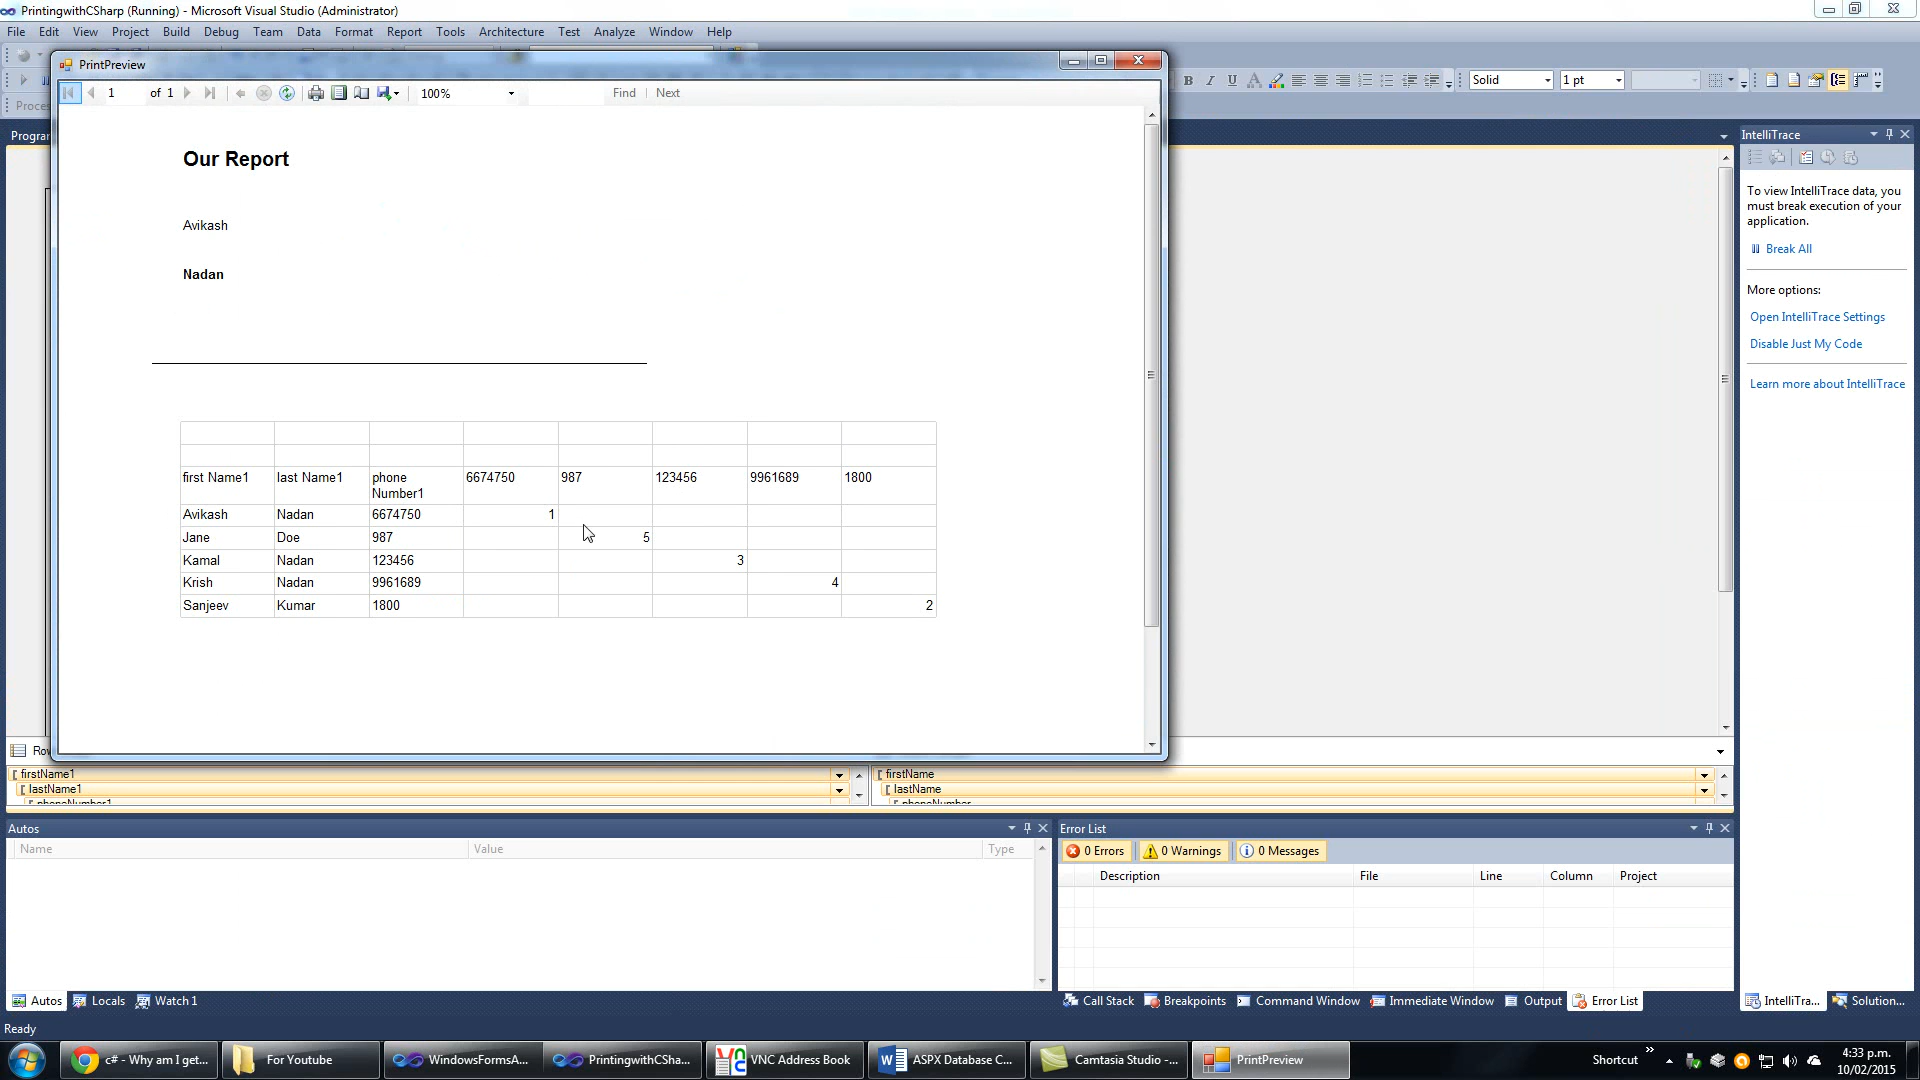 PrintingwithCSharp (Running) - Microsoft Visual Studio (Administrator)
File Edit View Project Build Debug Team Data Format Report Tools Architecture Test Analyze Window Help
PrintPreview
1 of 1 100% Find Next
Solid 1 pt
Proces
Progra
Our Report
Avikash
Nadan
first Name1 last Name1 phone Number1 6674750 987 123456 9961689 1800
Avikash Nadan 6674750 1
Jane Doe 987 5
Kamal Nadan 123456 3
Krish Nadan 9961689 4
Sanjeev Kumar 1800 2
IntelliTrace
To view IntelliTrace data, you
must break execution of your
application.
Break All
More options:
Open IntelliTrace Settings
Disable Just My Code
Learn more about IntelliTrace
Row
firstName1
lastName1
phoneNumber1
firstName
lastName
phoneNumber
Autos
Name Value Type
Error List
0 Errors 0 Warnings 0 Messages
Description File Line Column Project
Autos Locals Watch 1
Call Stack Breakpoints Command Window Immediate Window Output Error List
IntelliTra... Solution...
Ready
c# - Why am I get... For Youtube WindowsFormsA... PrintingwithCSha... VNC Address Book ASPX Database C... Camtasia Studio -... PrintPreview
Shortcut
4:33 p.m.
10/02/2015